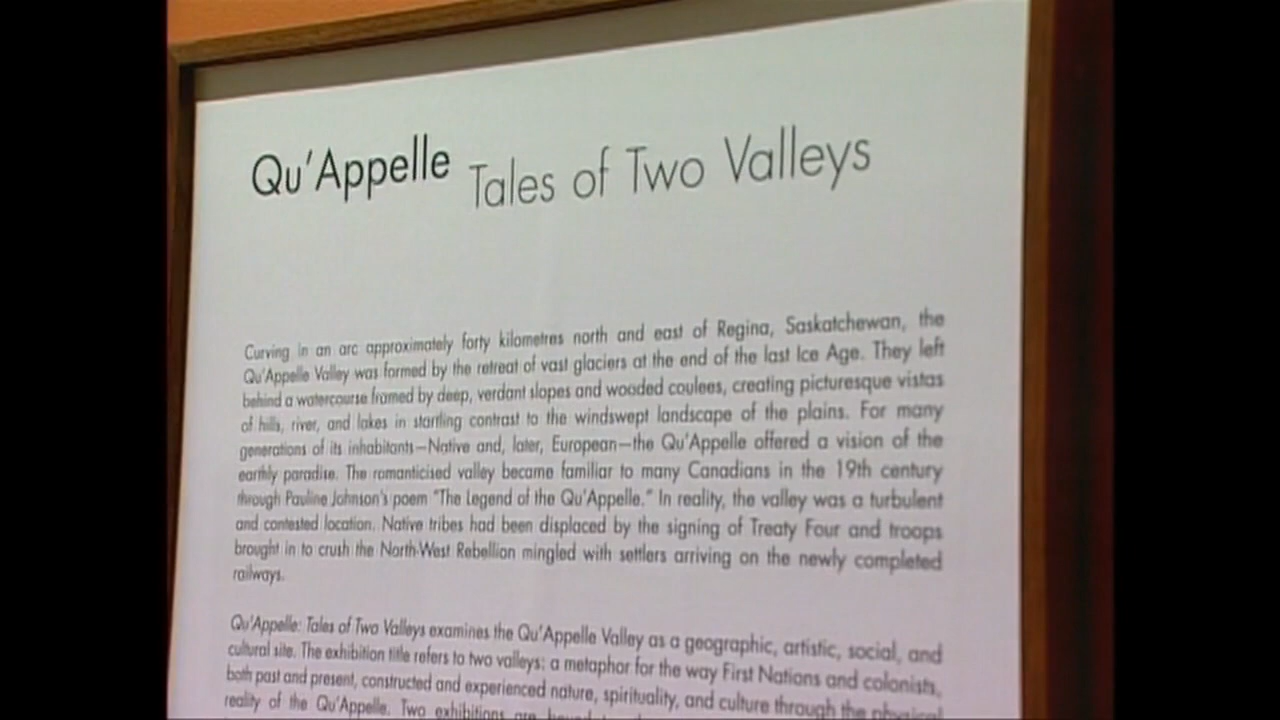 Qu'Appelle Tales of Two Valleys
Curving in an arc approximately forty kilometres north and east of Regina, Saskatchewan, the
Qu'Appelle Valley was formed by the retreat of vast glaciers at the end of the last Ice Age. They left
behind a watercourse framed by deep, verdant slopes and wooded coulees, creating picturesque vistas
of hills, river, and lakes in startling contrast to the windswept landscape of the plains. For many
generations of its inhabitants—Native and, later, European—the Qu'Appelle offered a vision of the
earthly paradise. The romanticised valley became familiar to many Canadians in the 19th century
through Pauline Johnson's poem "The Legend of the Qu'Appelle." In reality, the valley was a turbulent
and contested location. Native tribes had been displaced by the signing of Treaty Four and troops
brought in to crush the North-West Rebellion mingled with settlers arriving on the newly completed
railways.
Qu'Appelle: Tales of Two Valleys examines the Qu'Appelle Valley as a geographic, artistic, social, and
cultural site. The exhibition title refers to two valleys: a metaphor for the way First Nations and colonists,
both past and present, constructed and experienced nature, spirituality, and culture through the physical
reality of the Qu'Appelle. Two exhibitions are